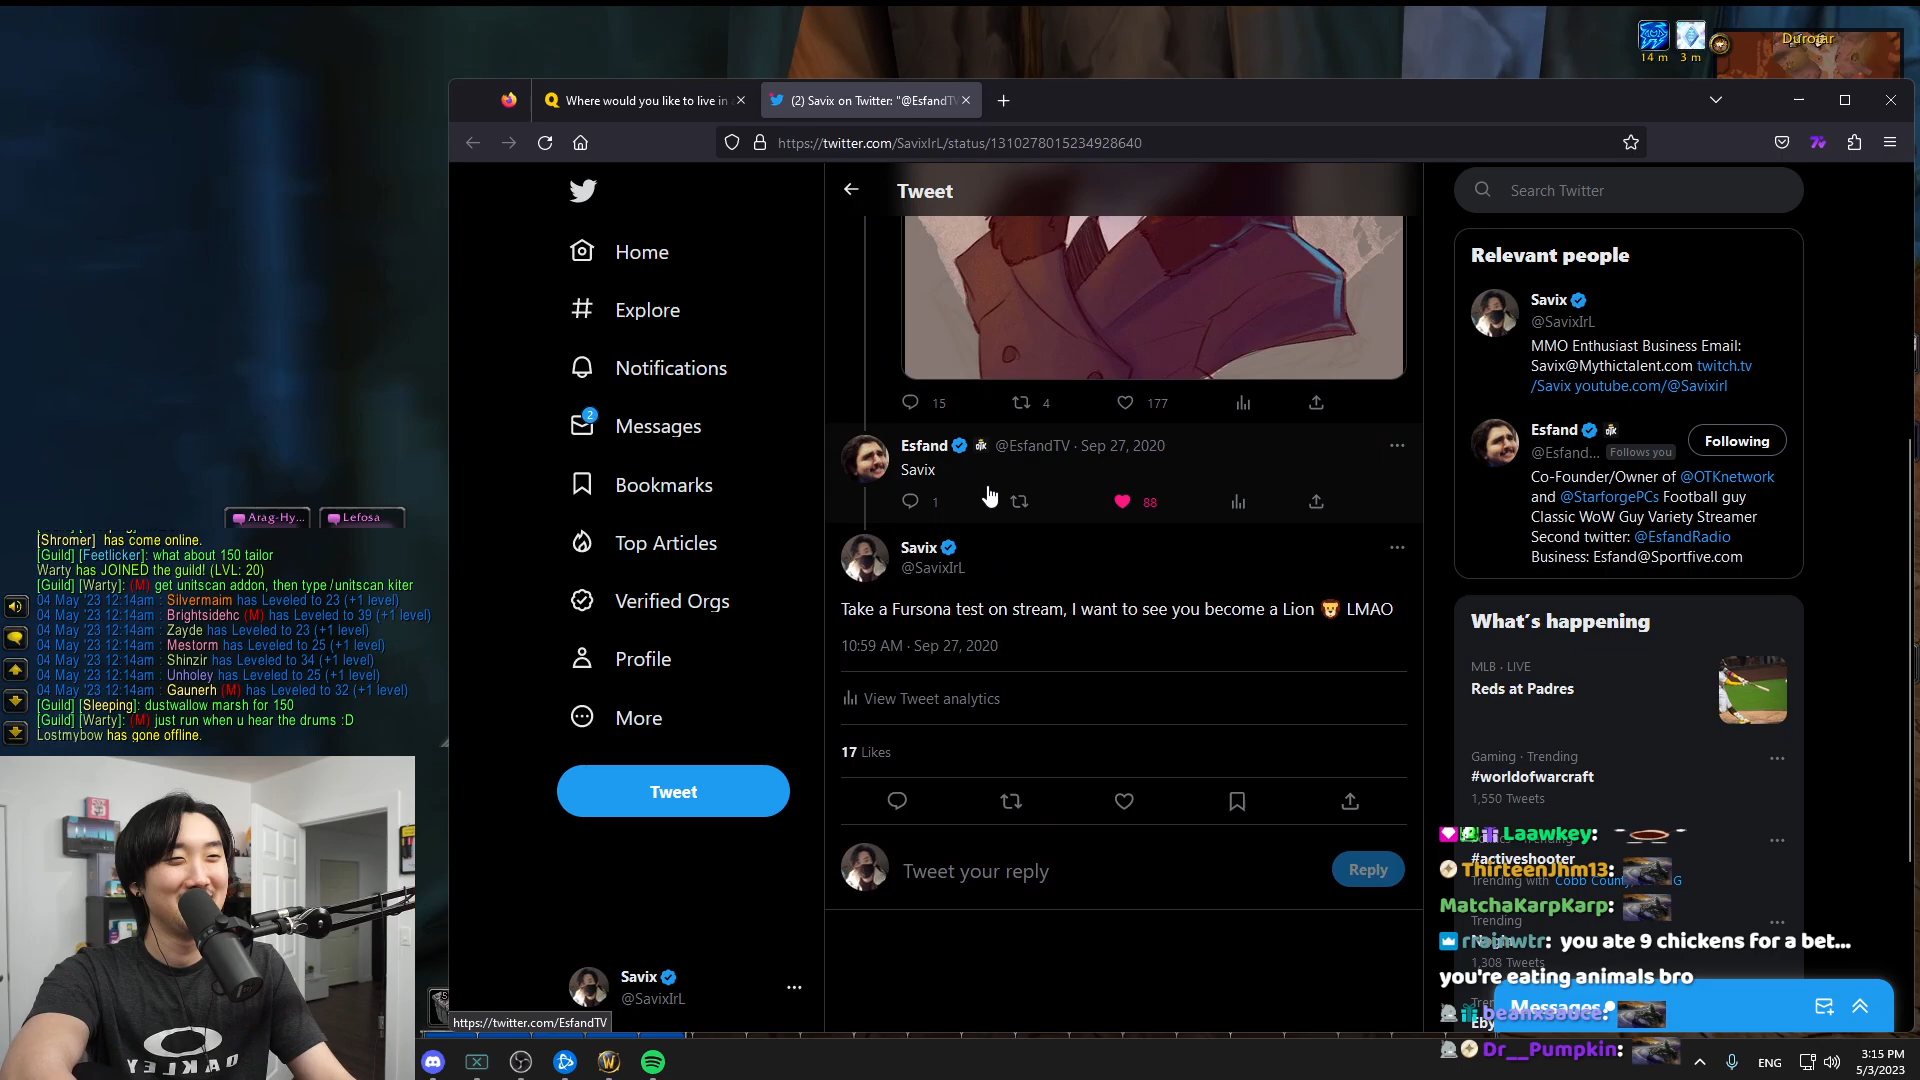 Durotar
14 m
3 m
Where would you like to live in
(2) Savix on Twitter: "@EsfandTV
https://twitter.com/SavixIrL/status/1310278015234928640
Tweet
Search Twitter
Home
Explore
Notifications
2
Messages
Bookmarks
Top Articles
Verified Orgs
Profile
More
Tweet
Savix
@SavixIrL
https://twitter.com/EsfandTV
15
4
177
Esfand @EsfandTV · Sep 27, 2020
Savix
1
88
Savix
@SavixIrL
Take a Fursona test on stream, I want to see you become a Lion 🦁 LMAO
10:59 AM · Sep 27, 2020
View Tweet analytics
17 Likes
Tweet your reply
Reply
Relevant people
Savix
@SavixIrL
MMO Enthusiast Business Email:
Savix@Mythictalent.com twitch.tv
/Savix youtube.com/@Savixirl
Esfand
@Esfand... Follows you
Following
Co-Founder/Owner of @OTKnetwork
and @StarforgePCs Football guy
Classic WoW Guy Variety Streamer
Second twitter: @EsfandRadio
Business: Esfand@Sportfive.com
What's happening
MLB · LIVE
Reds at Padres
Gaming · Trending
#worldofwarcraft
1,550 Tweets
#activeshooter
Trending with Cobb County
Trending
1,308 Tweets
Messages
Laawkey:
ThirteenJhm13:
MatchaKarpKarp:
rrainwtr: you ate 9 chickens for a bet...
you're eating animals bro
beanxsauce:
Dr__Pumpkin:
Arag-Hy...
Lefosa
[Shromer] has come online.
[Guild] [Feetlicker]: what about 150 tailor
Warty has JOINED the guild! (LVL: 20)
[Guild] [Warty]: (M) get unitscan addon, then type /unitscan kiter
04 May '23 12:14am : Silvermaim has Leveled to 23 (+1 level)
04 May '23 12:14am : Brightsidehc (M) has Leveled to 39 (+1 level)
04 May '23 12:14am : Zayde has Leveled to 23 (+1 level)
04 May '23 12:14am : Mestorm has Leveled to 25 (+1 level)
04 May '23 12:14am : Shinzir has Leveled to 34 (+1 level)
04 May '23 12:14am : Unholey has Leveled to 25 (+1 level)
04 May '23 12:14am : Gaunerh (M) has Leveled to 32 (+1 level)
[Guild] [Sleeping]: dustwallow marsh for 150
[Guild] [Warty]: (M) just run when u hear the drums :D
Lostmybow has gone offline.
OAKLEY
ENG
3:15 PM
5/3/2023